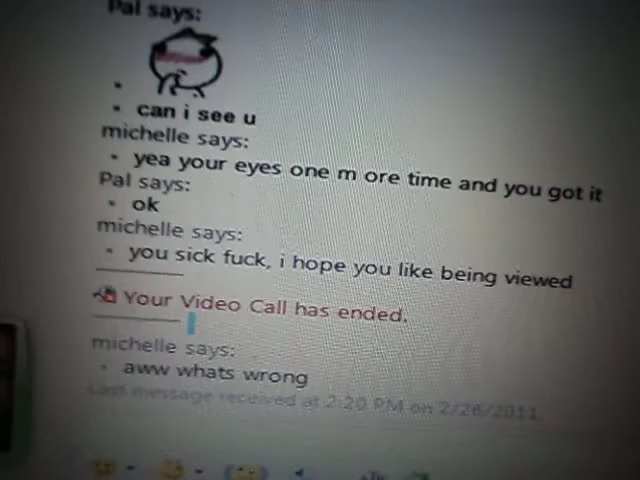 Pal says:
can i see u
michelle says:
yea your eyes one m ore time and you got it
Pal says:
ok
michelle says:
you sick fuck, i hope you like being viewed
Your Video Call has ended.
michelle says:
aww whats wrong
Last message received at 2:20 PM on 2/26/2011.